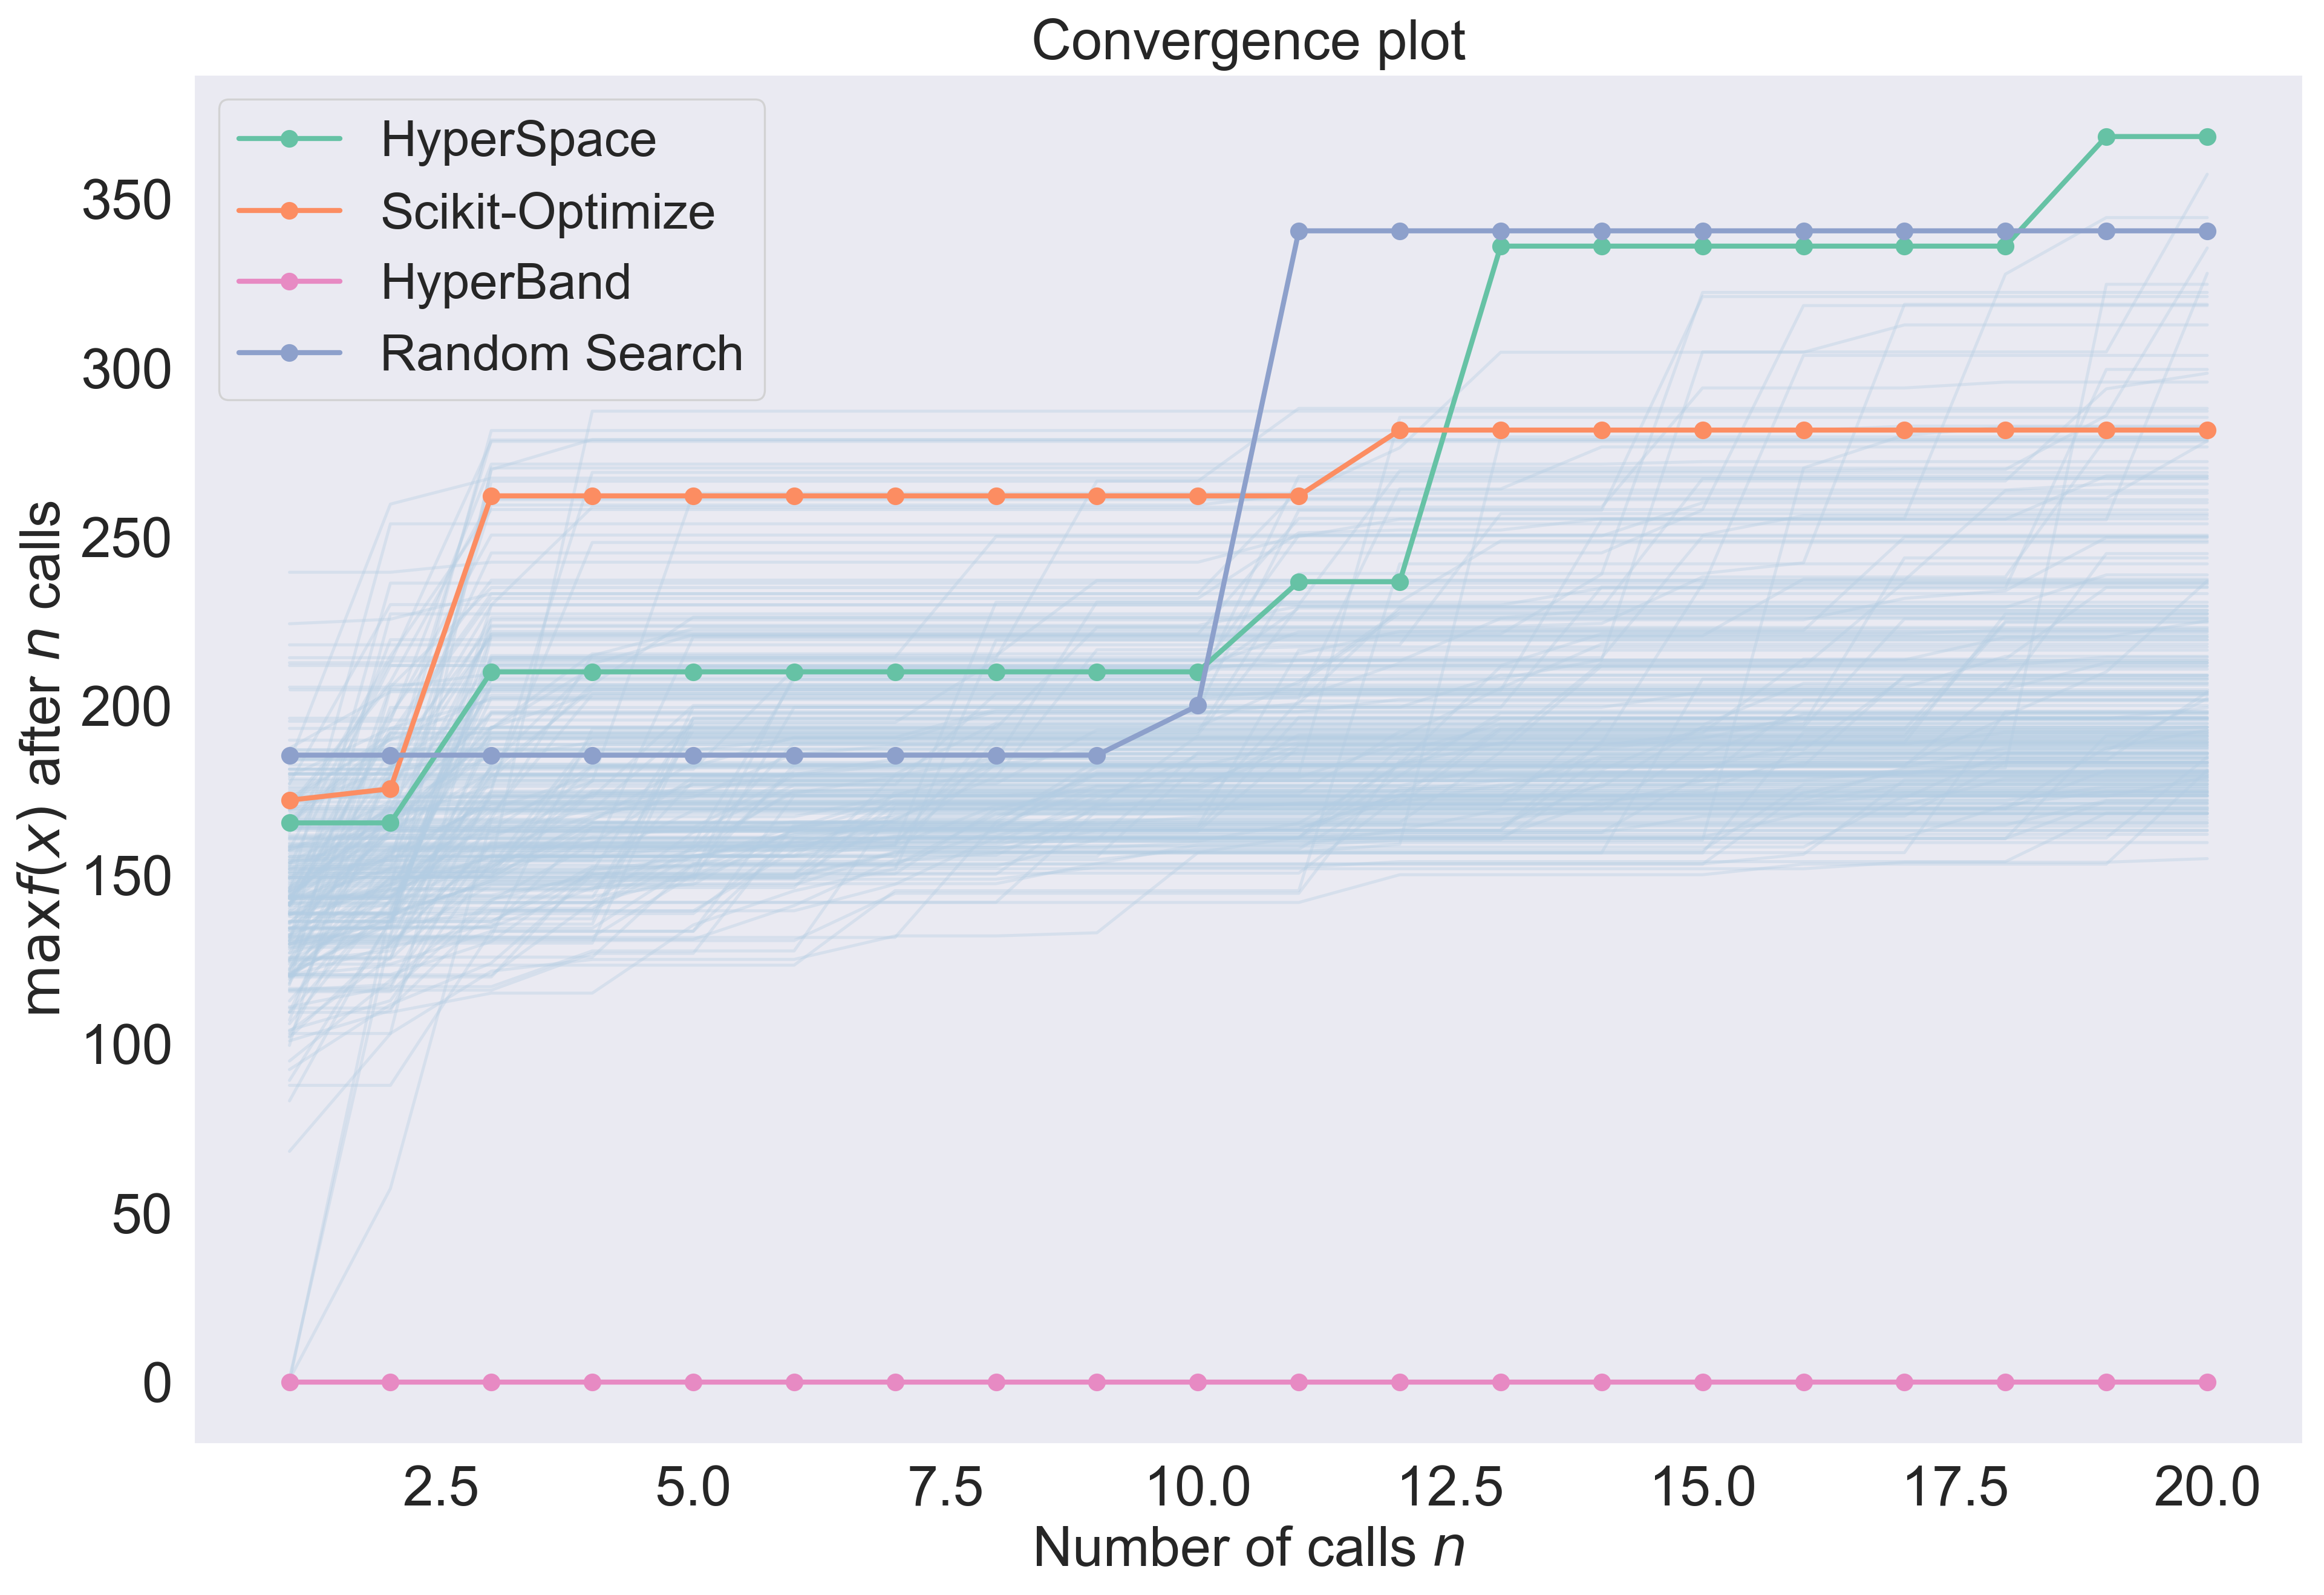 Convergence plot
HyperSpace
Scikit-Optimize
HyperBand
Random Search
350
300
250
200
150
100
50
0
max f(x) after n calls
2.5 5.0 7.5 10.0 12.5 15.0 17.5 20.0
Number of calls n